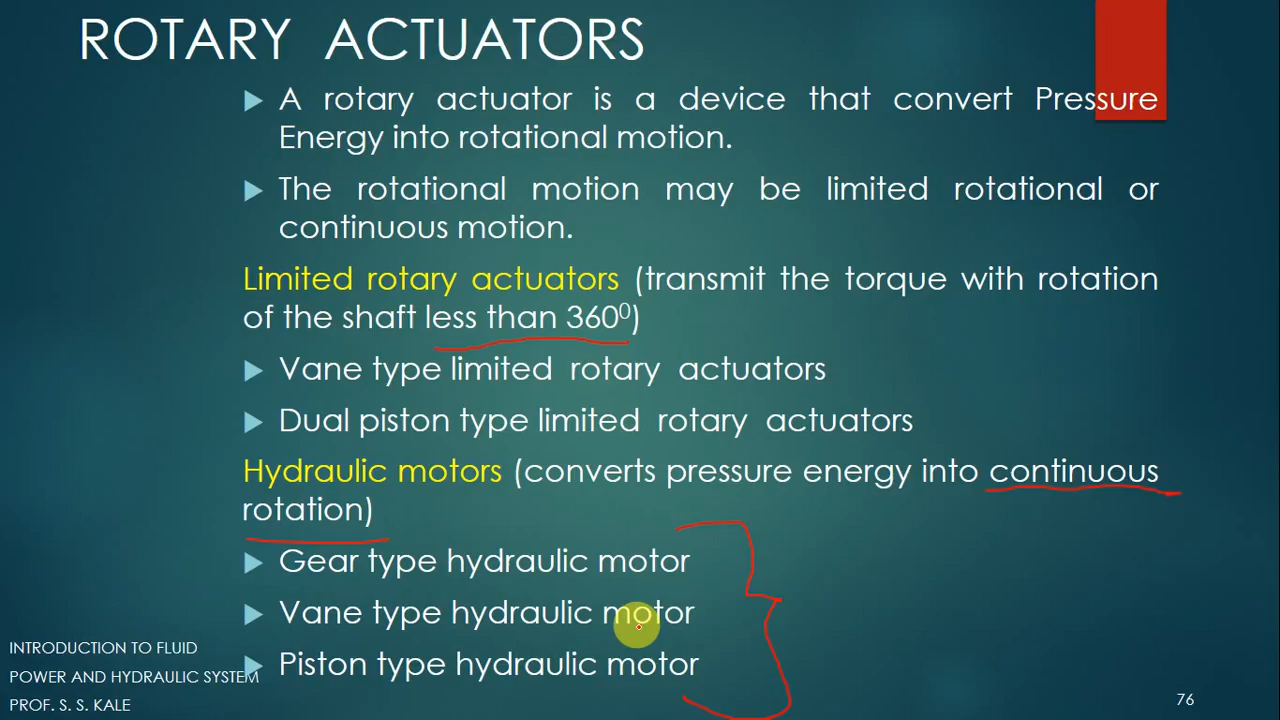 ROTARY ACTUATORS
A rotary actuator is a device that convert Pressure
Energy into rotational motion.
The rotational motion may be limited rotational or
continuous motion.
Limited rotary actuators (transmit the torque with rotation
of the shaft less than 360⁰)
Vane type limited rotary actuators
Dual piston type limited rotary actuators
Hydraulic motors (converts pressure energy into continuous
rotation)
Gear type hydraulic motor
Vane type hydraulic motor
Piston type hydraulic motor
INTRODUCTION TO FLUID
POWER AND HYDRAULIC SYSTEM
PROF. S. S. KALE
76